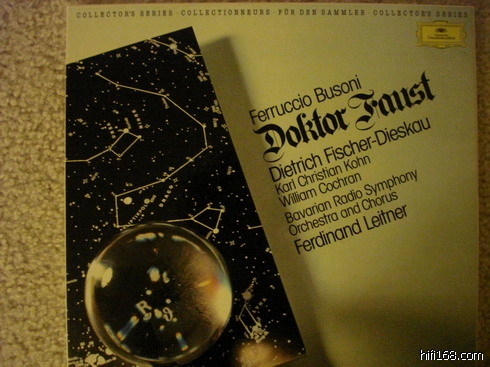 COLLECTOR'S SERIES · COLLECTIONNEURS · FÜR DEN SAMMLER · COLLECTOR'S SERIES
Ferruccio Busoni
Doktor Faust
Dietrich Fischer-Dieskau
Karl Christian Kohn
William Cochran
Bavarian Radio Symphony
Orchestra and Chorus
Ferdinand Leitner
hifi168.com